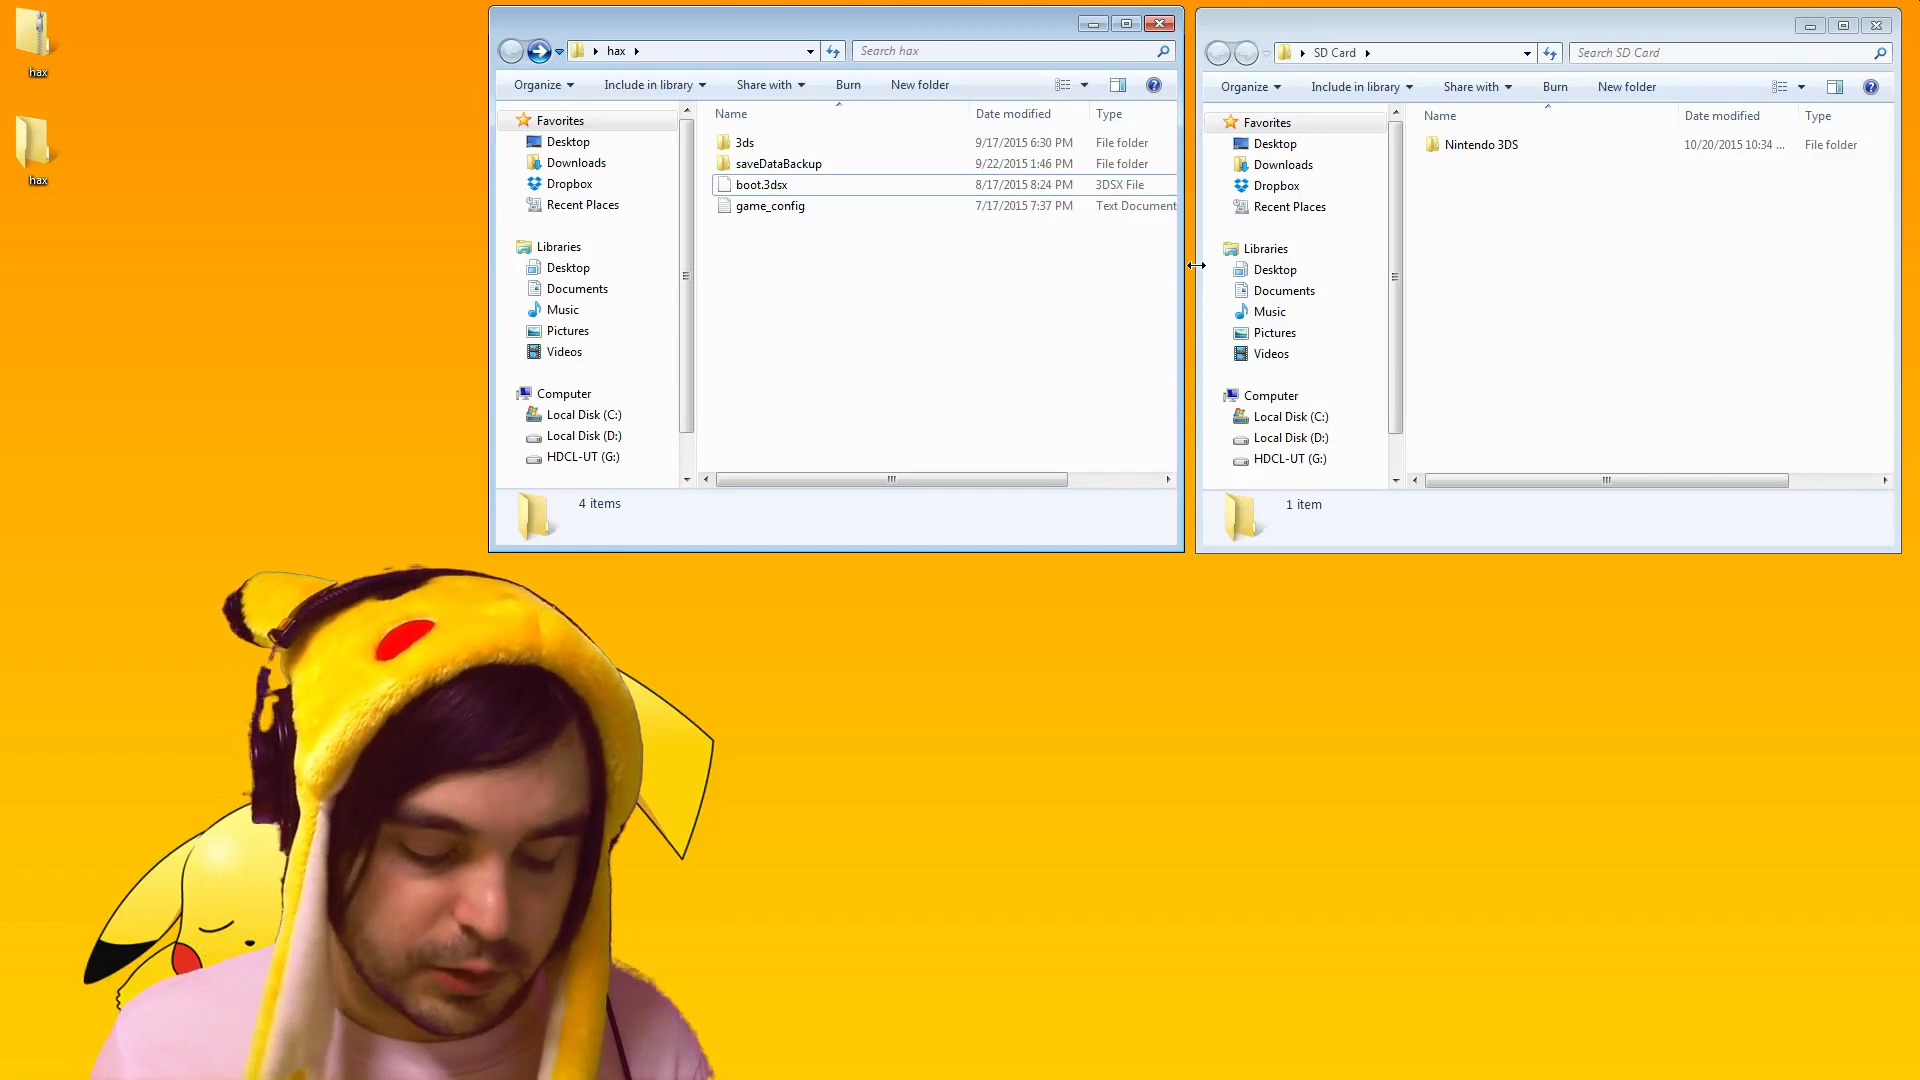 hax
hax
hax
Search hax
Organize
Include in library
Share with
Burn
New folder
Favorites
Desktop
Downloads
Dropbox
Recent Places
Libraries
Desktop
Documents
Music
Pictures
Videos
Computer
Local Disk (C:)
Local Disk (D:)
HDCL-UT (G:)
Name Date modified Type
3ds 9/17/2015 6:30 PM File folder
saveDataBackup 9/22/2015 1:46 PM File folder
boot.3dsx 8/17/2015 8:24 PM 3DSX File
game_config 7/17/2015 7:37 PM Text Document
4 items
SD Card
Search SD Card
Organize
Include in library
Share with
Burn
New folder
Favorites
Desktop
Downloads
Dropbox
Recent Places
Libraries
Desktop
Documents
Music
Pictures
Videos
Computer
Local Disk (C:)
Local Disk (D:)
HDCL-UT (G:)
Name Date modified Type
Nintendo 3DS 10/20/2015 10:34 ... File folder
1 item